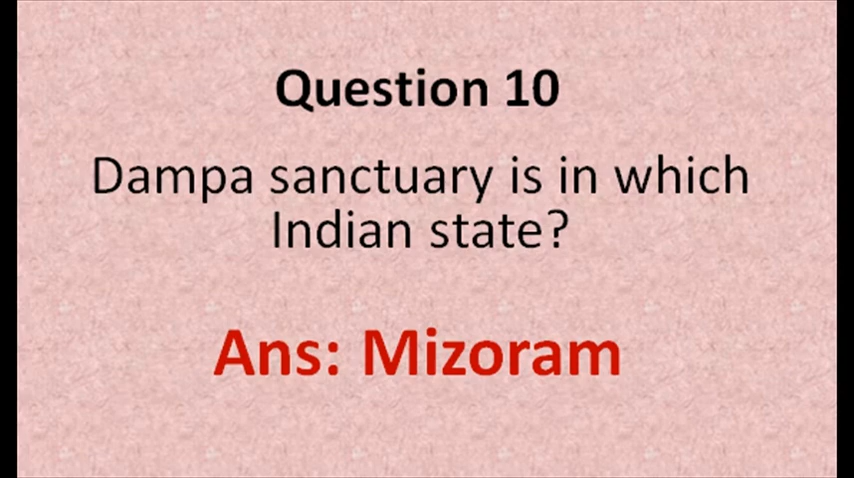 Question 10
Dampa sanctuary is in which
Indian state?
Ans: Mizoram